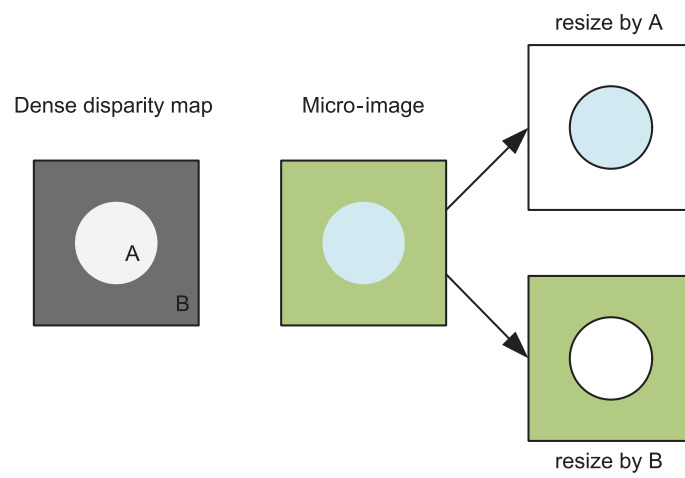 resize by A
Dense disparity map
Micro-image
A
B
resize by B